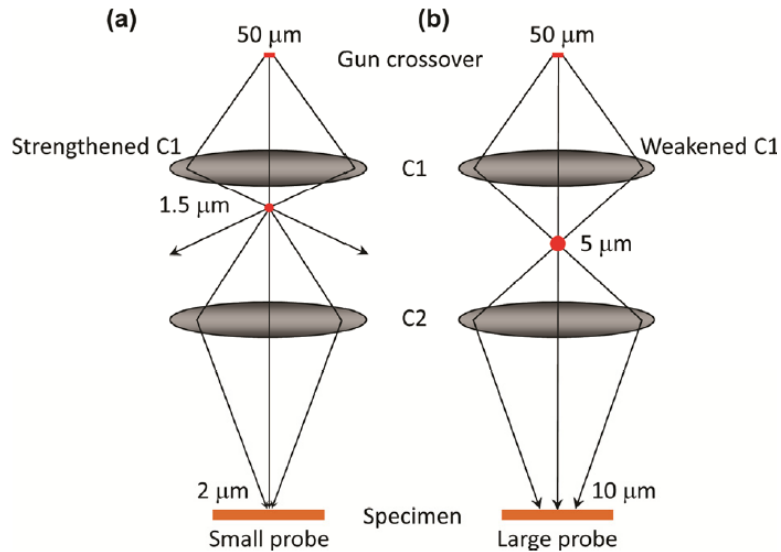 (a)
(b)
50 μm
50 μm
Gun crossover
Strengthened C1
Weakened C1
C1
1.5 μm
5 μm
C2
2 μm
10 μm
Specimen
Small probe
Large probe